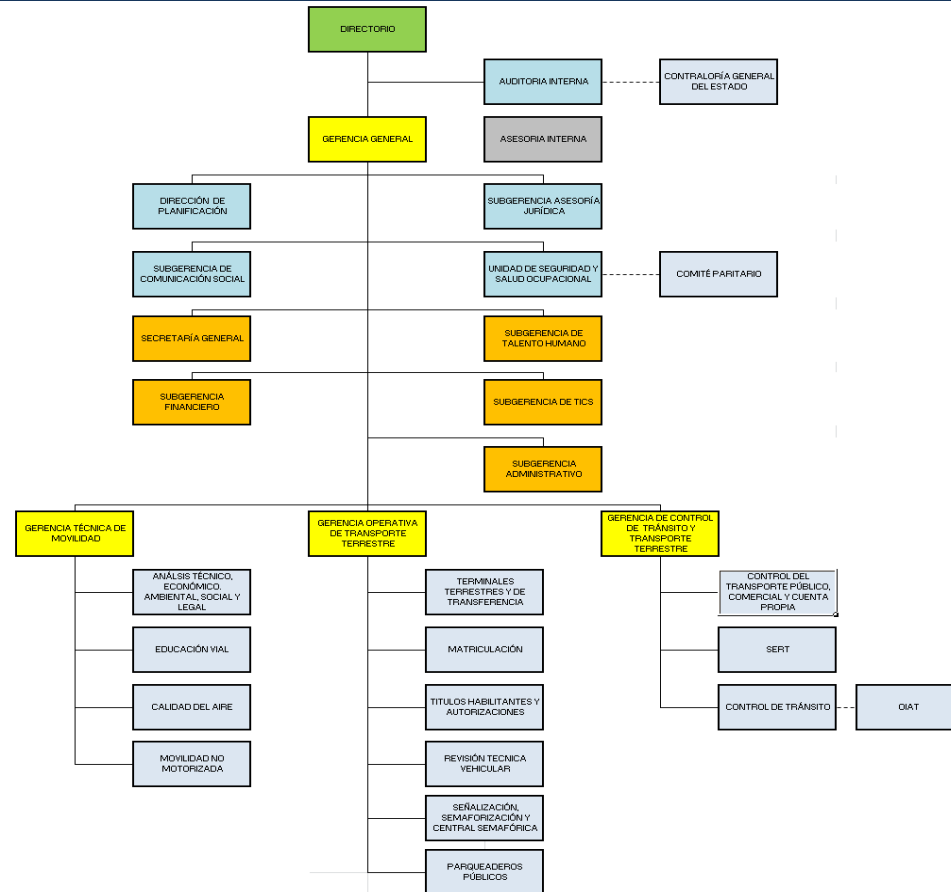 DIRECTORIO
AUDITORIA INTERNA
CONTRALORÍA GENERAL
DEL ESTADO
GERENCIA GENERAL
ASESORIA INTERNA
DIRECCIÓN DE
PLANIFICACIÓN
SUBGERENCIA ASESORÍA
JURÍDICA
SUBGERENCIA DE
COMUNICACIÓN SOCIAL
UNIDAD DE SEGURIDAD Y
SALUD OCUPACIONAL
COMITÉ PARITARIO
SECRETARÍA GENERAL
SUBGERENCIA DE
TALENTO HUMANO
SUBGERENCIA
FINANCIERO
SUBGERENCIA DE TICS
SUBGERENCIA
ADMINISTRATIVO
GERENCIA TÉCNICA DE
MOVILIDAD
GERENCIA OPERATIVA
DE TRANSPORTE
TERRESTRE
GERENCIA DE CONTROL
DE TRÁNSITO Y
TRANSPORTE
TERRESTRE
ANÁLSIS TÉCNICO,
ECONÓMICO.
AMBIENTAL, SOCIAL Y
LEGAL
TERMINALES
TERRESTRES Y DE
TRANSFERENCIA
CONTROL DEL
TRANSPORTE PÚBLICO,
COMERCIAL Y CUENTA
PROPIA
EDUCACIÓN VIAL
MATRICULACIÓN
SERT
CALIDAD DEL AIRE
TITULOS HABILITANTES Y
AUTORIZACIONES
CONTROL DE TRÁNSITO
OIAT
MOVILIDAD NO
MOTORIZADA
REVISIÓN TECNICA
VEHICULAR
SEÑALIZACIÓN,
SEMAFORIZACIÓN Y
CENTRAL SEMAFÓRICA
PARQUEADEROS
PÚBLICOS